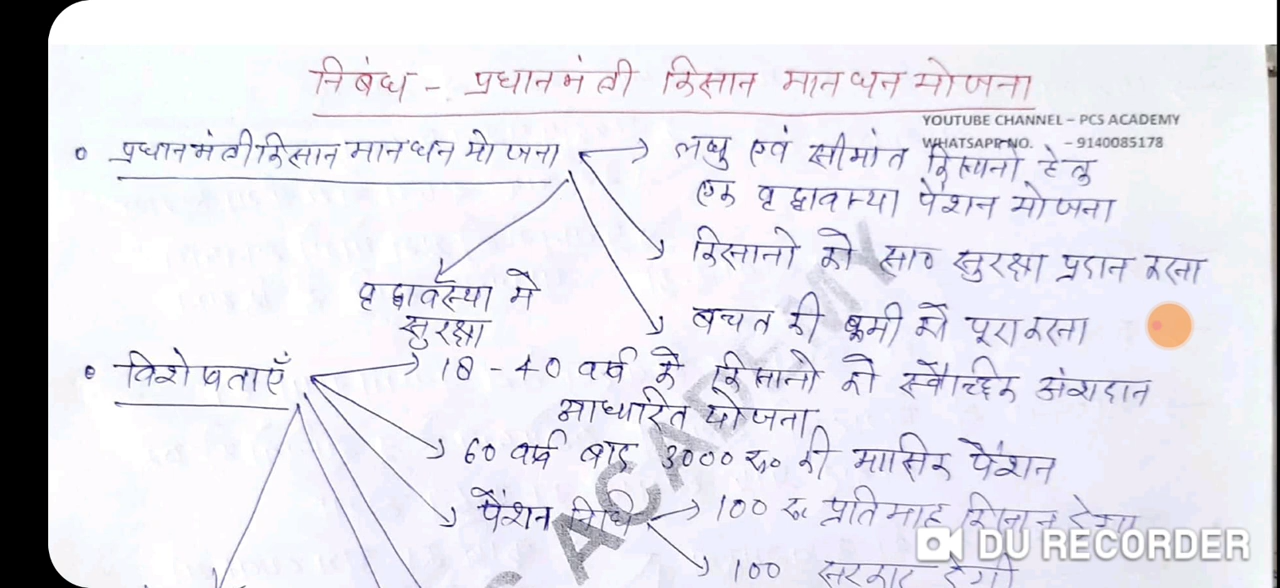 निबंध - प्रधानमंत्री किसान मानधन योजना
YOUTUBE CHANNEL – PCS ACADEMY
WHATSAPP NO. - 9140085178
प्रधानमंत्री किसान मानधन योजना
लघु एवं सीमांत किसानो हेतु
एक वृद्धावस्था पेंशन योजना
किसानो को सा० सुरक्षा प्रदान करना
वृद्धावस्था मे
सुरक्षा
बचत की कमी को पूरा करना
विशेषताएँ
18 - 40 वर्ष के किसानो को स्वैच्छिक अंशदान
आधारित योजना
60 वर्ष बाद 3000 रू० की मासिक पेंशन
पेंशन निधि
100 रू प्रतिमाह किसान देगा
100 सरकार देगी
ACADEMY
DU RECORDER